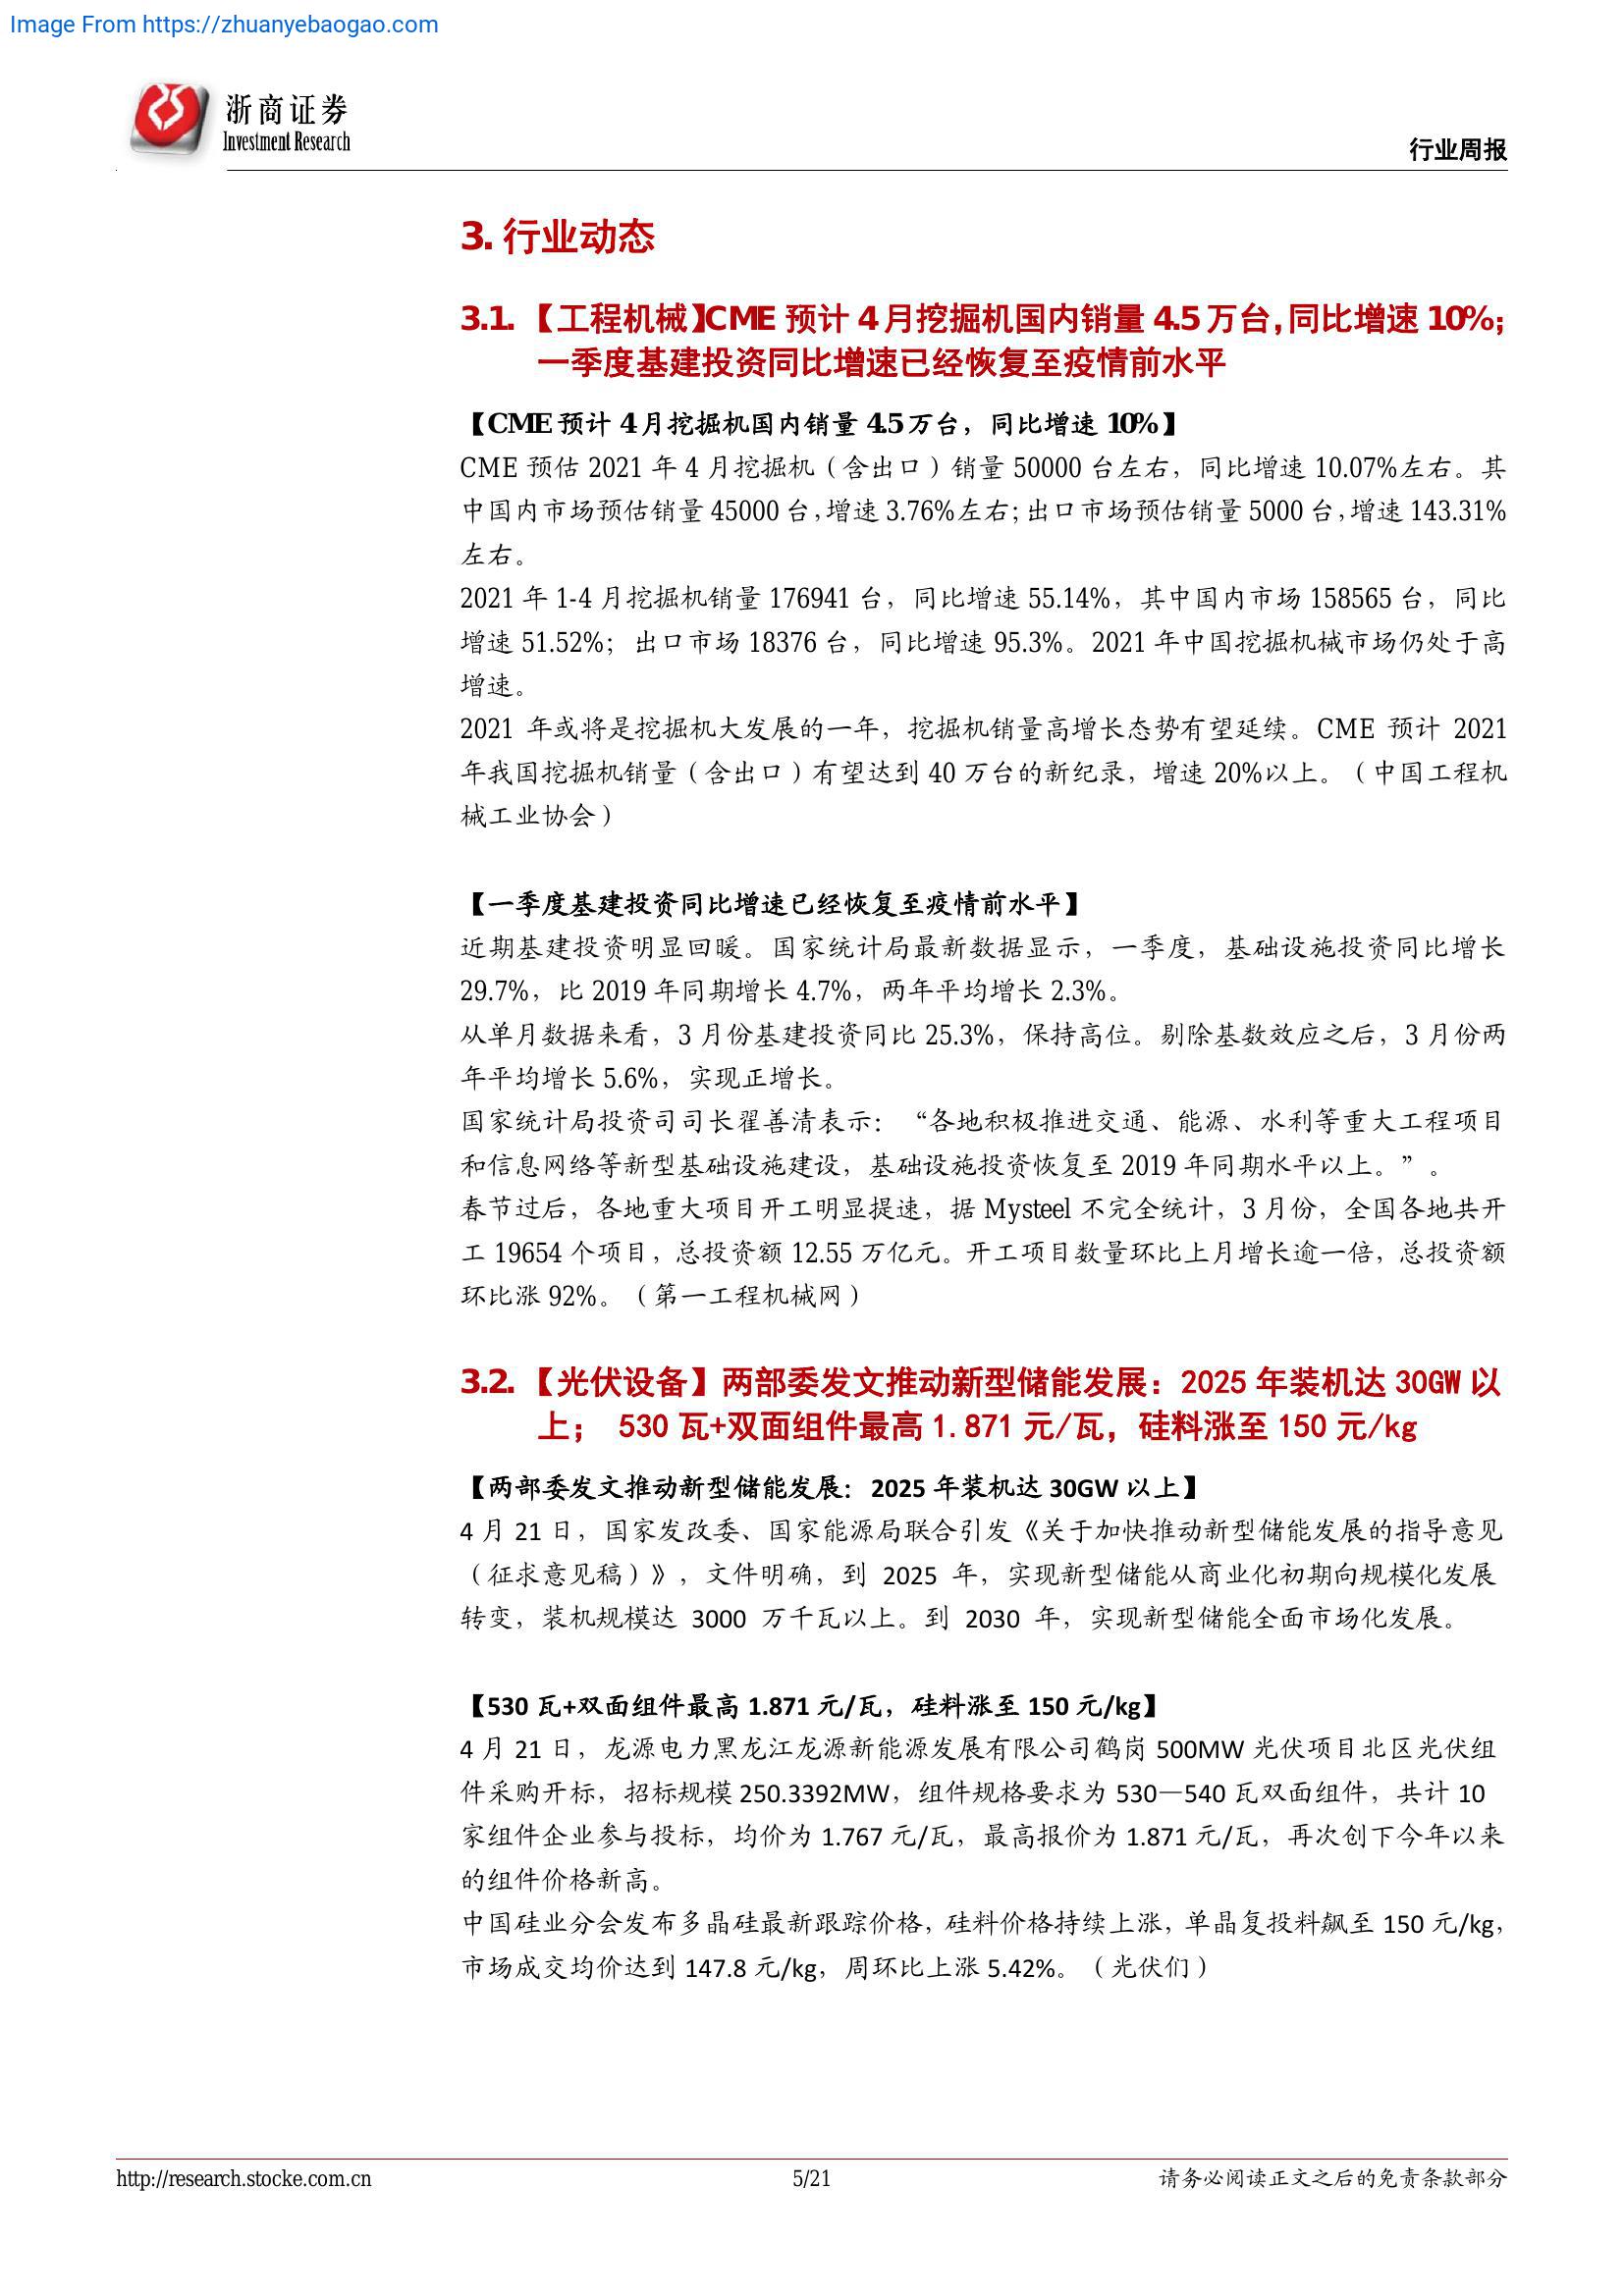 Image From https://zhuanyebaogao.com
浙商证券
Investment Research
行业周报
3. 行业动态
3.1. 【工程机械】CME 预计 4 月挖掘机国内销量 4.5 万台，同比增速 10%；
一季度基建投资同比增速已经恢复至疫情前水平
【CME 预计 4 月挖掘机国内销量 4.5 万台，同比增速 10%】
CME 预估 2021 年 4 月挖掘机（含出口）销量 50000 台左右，同比增速 10.07%左右。其
中国内市场预估销量 45000 台，增速 3.76%左右；出口市场预估销量 5000 台，增速 143.31%
左右。
2021 年 1-4 月挖掘机销量 176941 台，同比增速 55.14%，其中国内市场 158565 台，同比
增速 51.52%；出口市场 18376 台，同比增速 95.3%。2021 年中国挖掘机械市场仍处于高
增速。
2021 年或将是挖掘机大发展的一年，挖掘机销量高增长态势有望延续。CME 预计 2021
年我国挖掘机销量（含出口）有望达到 40 万台的新纪录，增速 20%以上。（中国工程机
械工业协会）
【一季度基建投资同比增速已经恢复至疫情前水平】
近期基建投资明显回暖。国家统计局最新数据显示，一季度，基础设施投资同比增长
29.7%，比 2019 年同期增长 4.7%，两年平均增长 2.3%。
从单月数据来看，3 月份基建投资同比 25.3%，保持高位。剔除基数效应之后，3 月份两
年平均增长 5.6%，实现正增长。
国家统计局投资司司长翟善清表示：“各地积极推进交通、能源、水利等重大工程项目
和信息网络等新型基础设施建设，基础设施投资恢复至 2019 年同期水平以上。”。
春节过后，各地重大项目开工明显提速，据 Mysteel 不完全统计，3 月份，全国各地共开
工 19654 个项目，总投资额 12.55 万亿元。开工项目数量环比上月增长逾一倍，总投资额
环比涨 92%。（第一工程机械网）
3.2. 【光伏设备】两部委发文推动新型储能发展：2025 年装机达 30GW 以
上； 530 瓦+双面组件最高 1.871 元/瓦，硅料涨至 150 元/kg
【两部委发文推动新型储能发展：2025 年装机达 30GW 以上】
4 月 21 日，国家发改委、国家能源局联合引发《关于加快推动新型储能发展的指导意见
（征求意见稿）》，文件明确，到 2025 年，实现新型储能从商业化初期向规模化发展
转变，装机规模达 3000 万千瓦以上。到 2030 年，实现新型储能全面市场化发展。
【530 瓦+双面组件最高 1.871 元/瓦，硅料涨至 150 元/kg】
4 月 21 日，龙源电力黑龙江龙源新能源发展有限公司鹤岗 500MW 光伏项目北区光伏组
件采购开标，招标规模 250.3392MW，组件规格要求为 530—540 瓦双面组件，共计 10
家组件企业参与投标，均价为 1.767 元/瓦，最高报价为 1.871 元/瓦，再次创下今年以来
的组件价格新高。
中国硅业分会发布多晶硅最新跟踪价格，硅料价格持续上涨，单晶复投料飙至 150 元/kg，
市场成交均价达到 147.8 元/kg，周环比上涨 5.42%。（光伏们）
http://research.stocke.com.cn
5/21
请务必阅读正文之后的免责条款部分